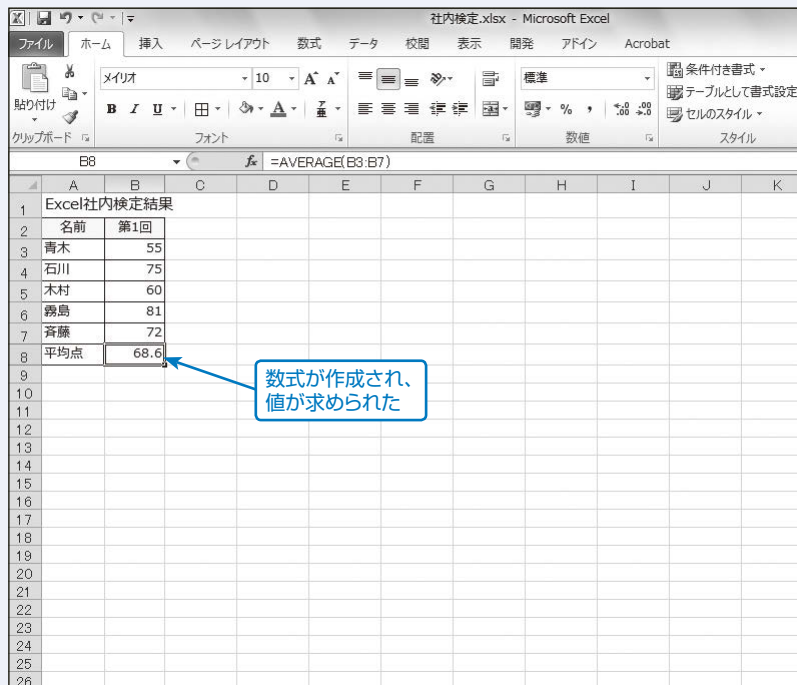 社内検定.xlsx - Microsoft Excel
ファイル ホーム 挿入 ページ レイアウト 数式 データ 校閲 表示 開発 アドイン Acrobat
メイリオ 10 A A 標準 条件付き書式
貼り付け B I U A % , .00 .00 テーブルとして書式設定
セルのスタイル
クリップボード フォント 配置 数値 スタイル
B8 fx =AVERAGE(B3:B7)
A B C D E F G H I J K
1 Excel社内検定結果
2 名前 第1回
3 青木 55
4 石川 75
5 木村 60
6 霧島 81
7 斉藤 72
8 平均点 68.6
9
数式が作成され、
10
値が求められた
11
12
13
14
15
16
17
18
19
20
21
22
23
24
25
26